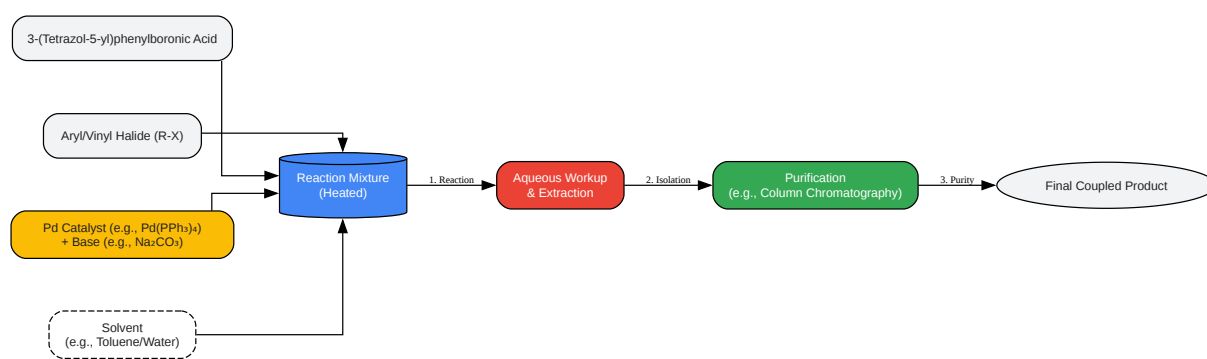 3-(Tetrazol-5-yl)phenylboronic Acid
Aryl/Vinyl Halide (R-X)
Pd Catalyst (e.g., Pd(PPh₃)₄)
+ Base (e.g., Na₂CO₃)
Solvent
(e.g., Toluene/Water)
Reaction Mixture
(Heated)
1. Reaction
Aqueous Workup
& Extraction
2. Isolation
Purification
(e.g., Column Chromatography)
3. Purity
Final Coupled Product